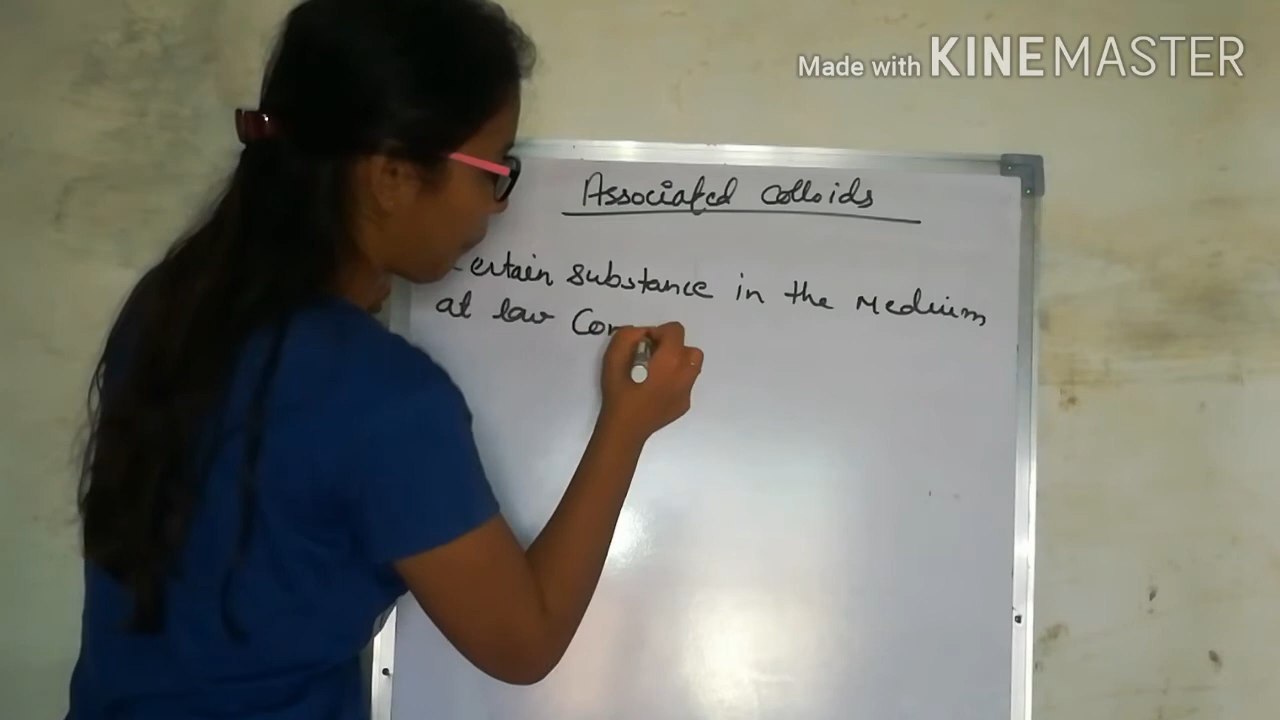 Made with KINEMASTER
Associated Colloids
ertain substance in the Medium
at low Con